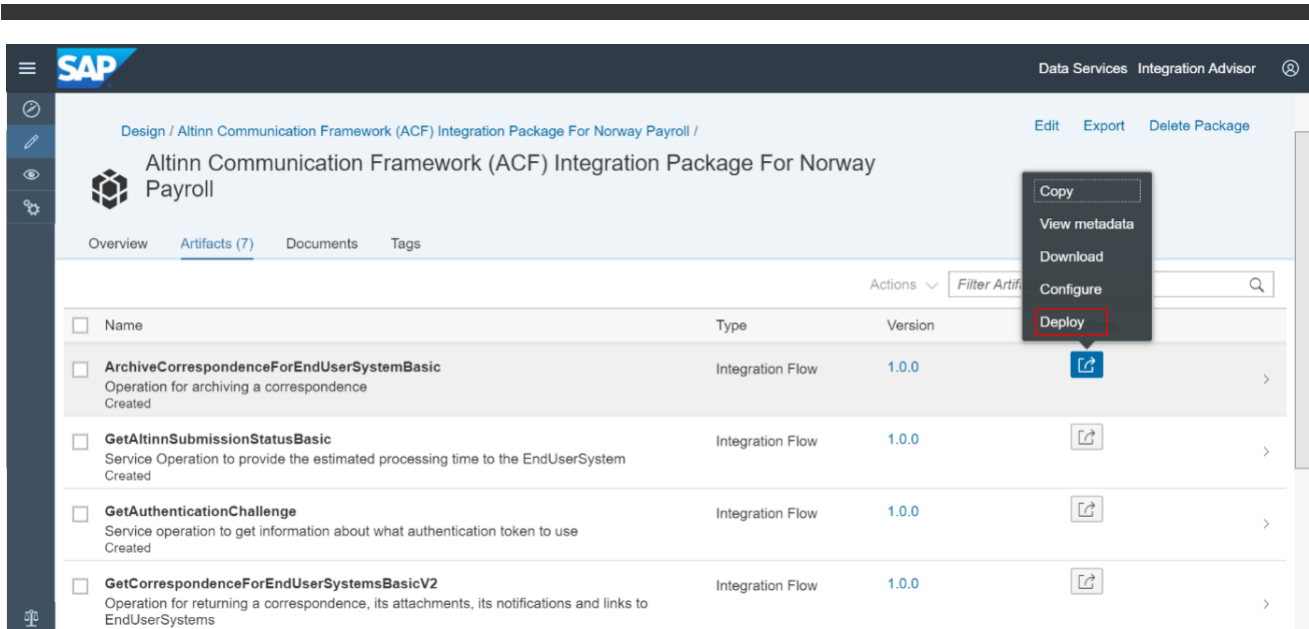 SAP
Data Services Integration Advisor
Design / Altinn Communication Framework (ACF) Integration Package For Norway Payroll /
Edit Export Delete Package
Altinn Communication Framework (ACF) Integration Package For Norway
Payroll
Copy
View metadata
Download
Configure
Deploy
Overview Artifacts (7) Documents Tags
Actions Filter
Name Type Version
ArchiveCorrespondenceForEndUserSystemBasic
Operation for archiving a correspondence
Created
Integration Flow 1.0.0
GetAltinnSubmissionStatusBasic
Service Operation to provide the estimated processing time to the EndUserSystem
Created
Integration Flow 1.0.0
GetAuthenticationChallenge
Service operation to get information about what authentication token to use
Created
Integration Flow 1.0.0
GetCorrespondenceForEndUserSystemsBasicV2
Operation for returning a correspondence, its attachments, its notifications and links to
EndUserSystems
Integration Flow 1.0.0